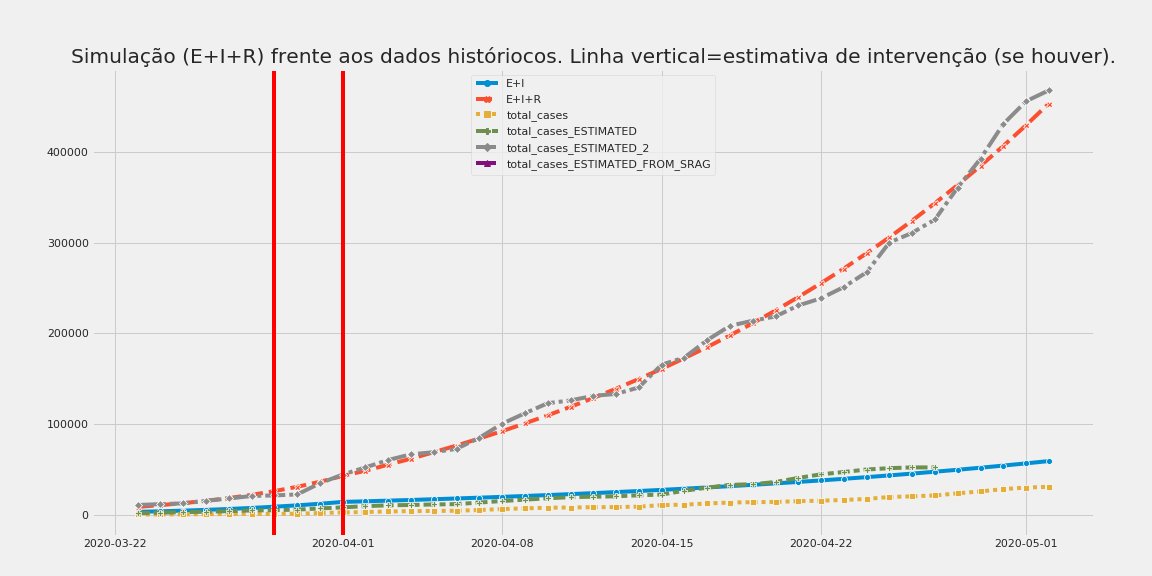 Simulação (E+I+R) frente aos dados históriocos. Linha vertical=estimativa de intervenção (se houver).
E+I
E+I+R
total_cases
total_cases_ESTIMATED
total_cases_ESTIMATED_2
total_cases_ESTIMATED_FROM_SRAG
400000
300000
200000
100000
0
2020-03-22 2020-04-01 2020-04-08 2020-04-15 2020-04-22 2020-05-01